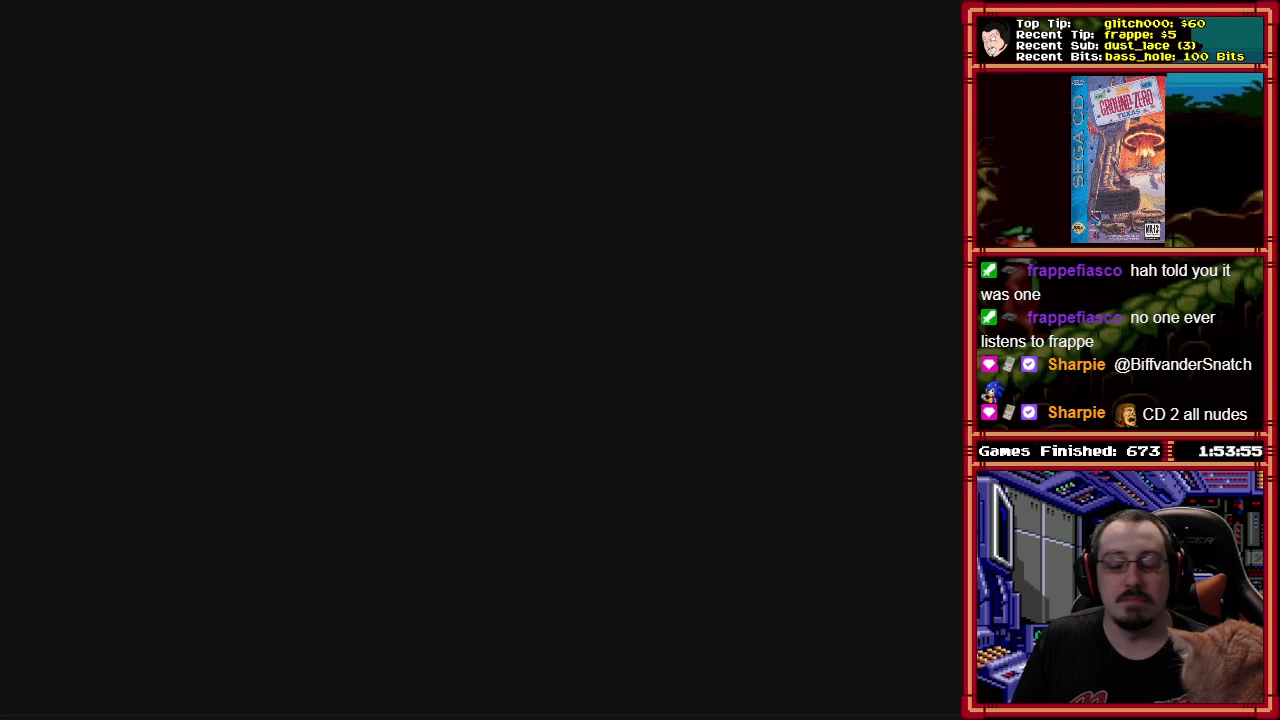 Top Tip: glitch000: $60
Recent Tip: frappe: $5
Recent Sub: dust_lace (3)
Recent Bits: bass_hole: 100 Bits
SEGA CD
GROUND ZERO
TEXAS
frappefiasco hah told you it
was one
frappefiasco no one ever
listens to frappe
Sharpie @BiffvanderSnatch
Sharpie CD 2 all nudes
Games Finished: 673 1:53:55